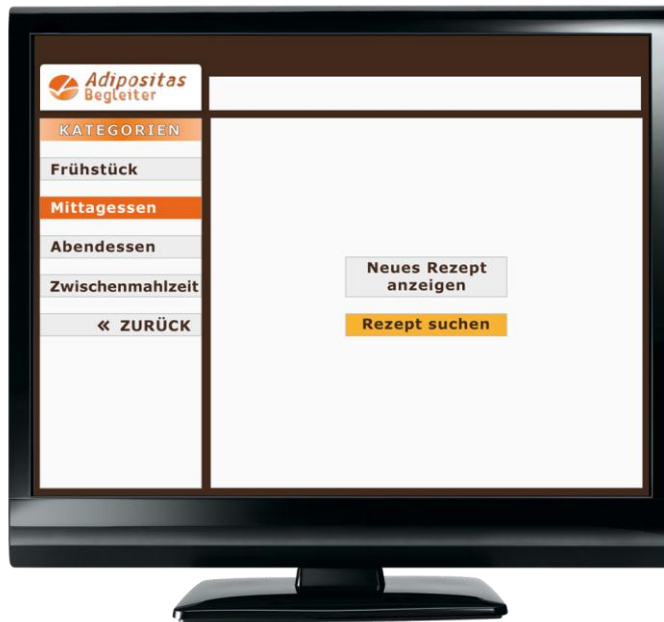 Adipositas
Begleiter
KATEGORIEN
Frühstück
Mittagessen
Abendessen
Zwischenmahlzeit
« ZURÜCK
Neues Rezept
anzeigen
Rezept suchen